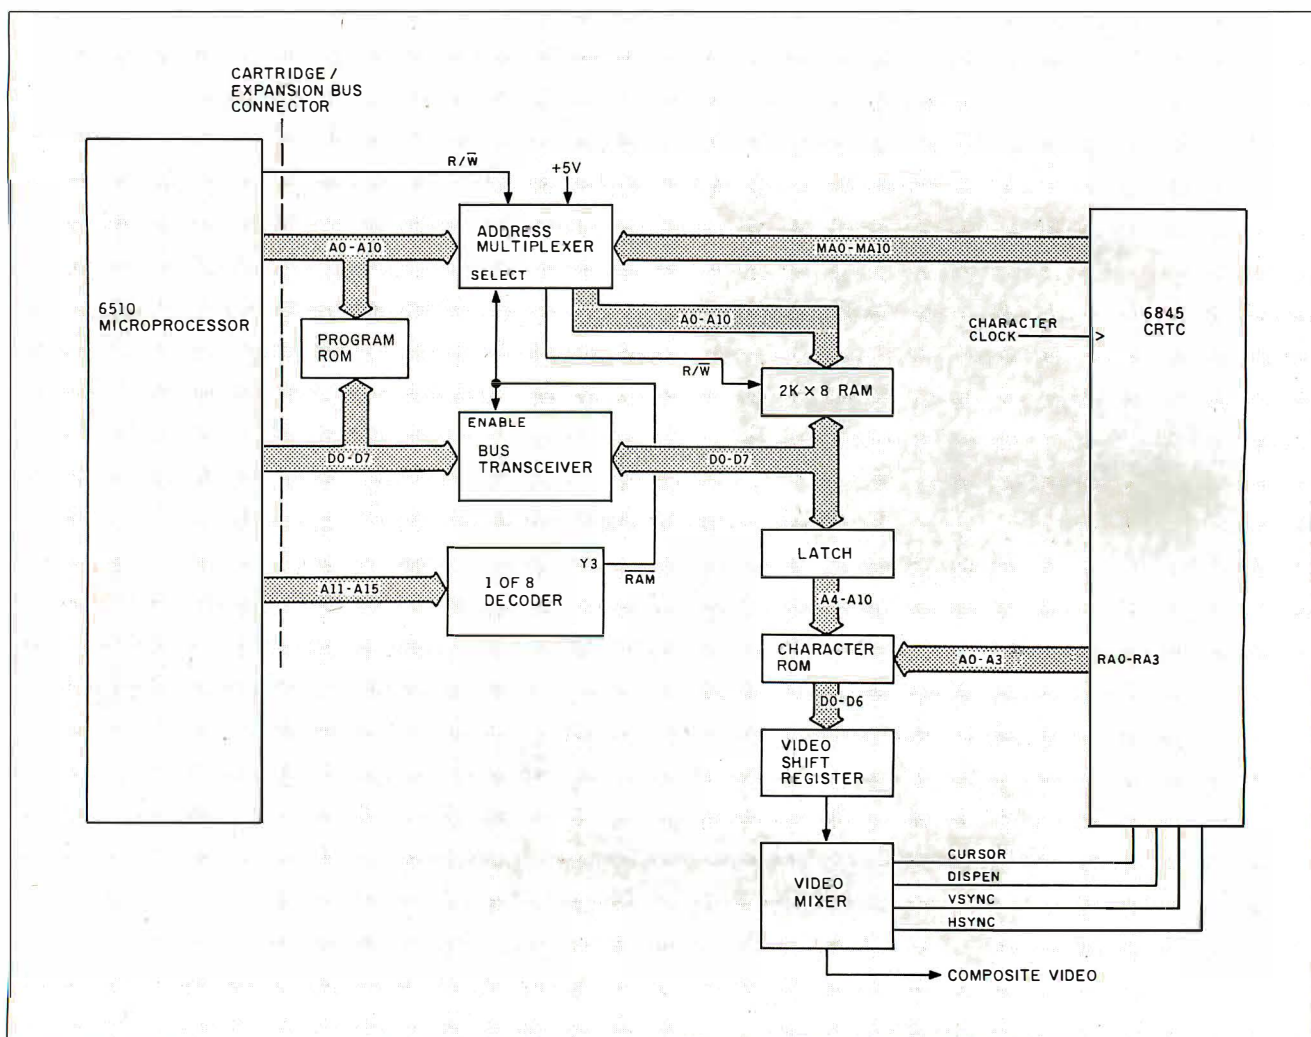 CARTRIDGE/
EXPANSION BUS
CONNECTOR
R/W̅
+5V
ADDRESS
MULTIPLEXER
SELECT
A0-A10
MA0-MA10
6510
MICROPROCESSOR
PROGRAM
ROM
A0-A10
R/W̅
CHARACTER
CLOCK
6845
CRTC
2K × 8 RAM
ENABLE
BUS
TRANSCEIVER
D0-D7
D0-D7
LATCH
A11-A15
1 OF 8
DECODER
Y3
R̅A̅M̅
A4-A10
CHARACTER
ROM
A0-A3
RA0-RA3
D0-D6
VIDEO
SHIFT
REGISTER
VIDEO
MIXER
CURSOR
DISPEN
VSYNC
HSYNC
COMPOSITE VIDEO